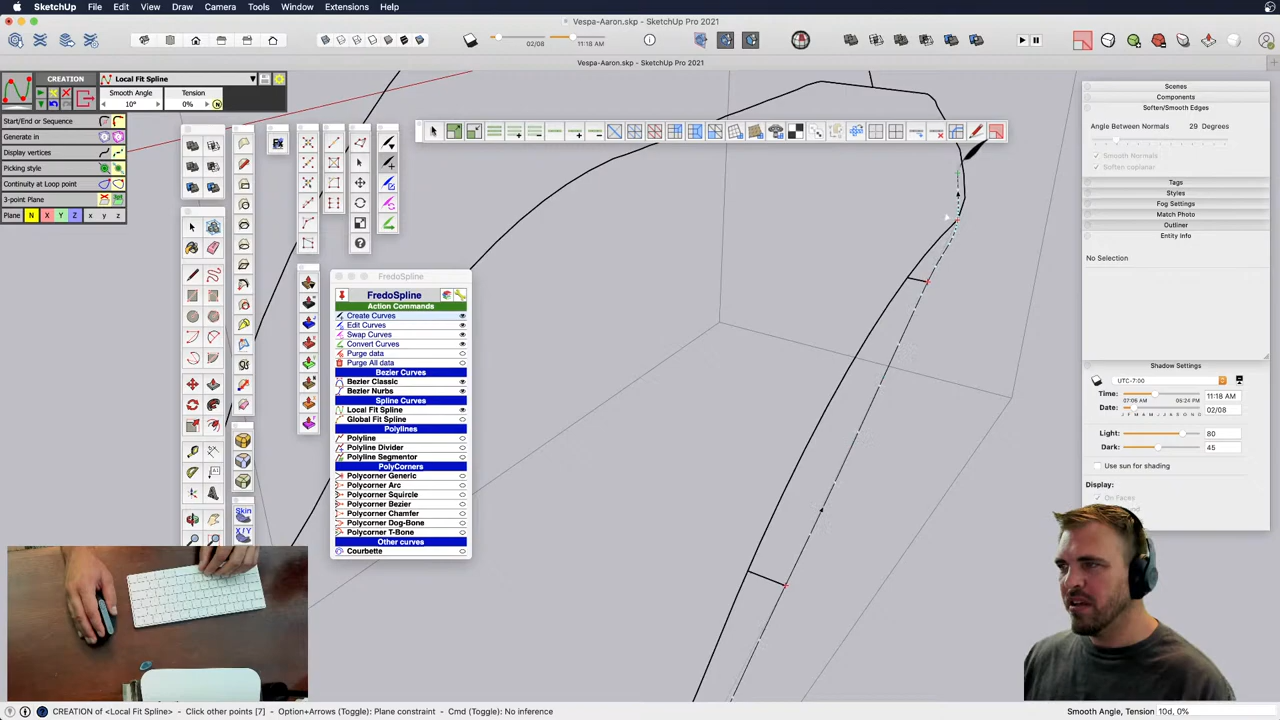 SketchUp File Edit View Draw Camera Tools Window Extensions Help
Vespa-Aaron.skp - SketchUp Pro 2021
02/08 11:18 AM
Vespa-Aaron.skp - SketchUp Pro 2021
CREATION Local Fit Spline
Smooth Angle Tension
10° 0% N
Start/End or Sequence
Generate in
Display vertices
Picking style
Continuity at Loop point
3-point Plane
Plane N X Y Z x y z
FredoSpline
FredoSpline
Action Commands
Create Curves
Edit Curves
Swap Curves
Convert Curves
Purge data
Purge All data
Bezier Curves
Bezier Classic
Bezier Nurbs
Spline Curves
Local Fit Spline
Global Fit Spline
Polylines
Polyline
Polyline Divider
Polyline Segmentor
PolyCorners
Polycorner Generic
Polycorner Arc
Polycorner Squircle
Polycorner Bezier
Polycorner Chamfer
Polycorner Dog-Bone
Polycorner T-Bone
Other curves
Courbette
Skin
X/Y
Scenes
Components
Soften/Smooth Edges
Angle Between Normals 29 Degrees
Smooth Normals
Soften coplanar
Tags
Styles
Fog Settings
Match Photo
Outliner
Entity Info
No Selection
Shadow Settings
UTC-7:00
Time: 11:18 AM
07:06 AM 05:24 PM
Date: 02/08
J F M A M J J A S O N D
Light: 80
Dark: 45
Use sun for shading
Display:
On Faces
CREATION of <Local Fit Spline> - Click other points [7] - Option+Arrows (Toggle): Plane constraint - Cmd (Toggle): No inference
Smooth Angle, Tension 10d, 0%